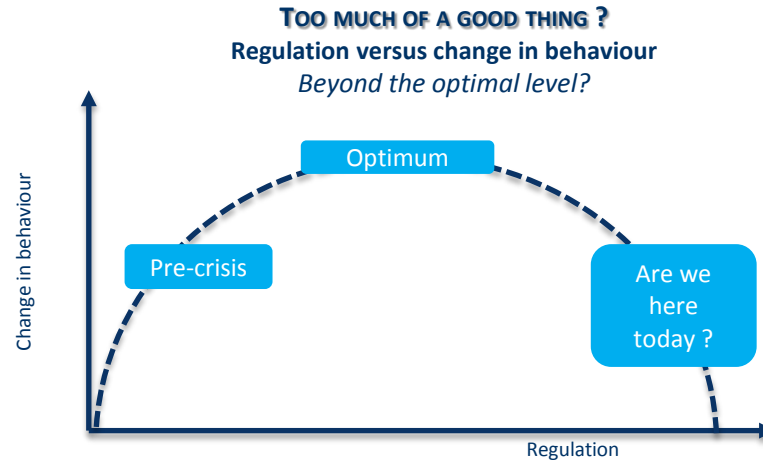 TOO MUCH OF A GOOD THING ?
Regulation versus change in behaviour
Beyond the optimal level?
Optimum
Change in behaviour
Pre-crisis
Are we
here
today ?
Regulation